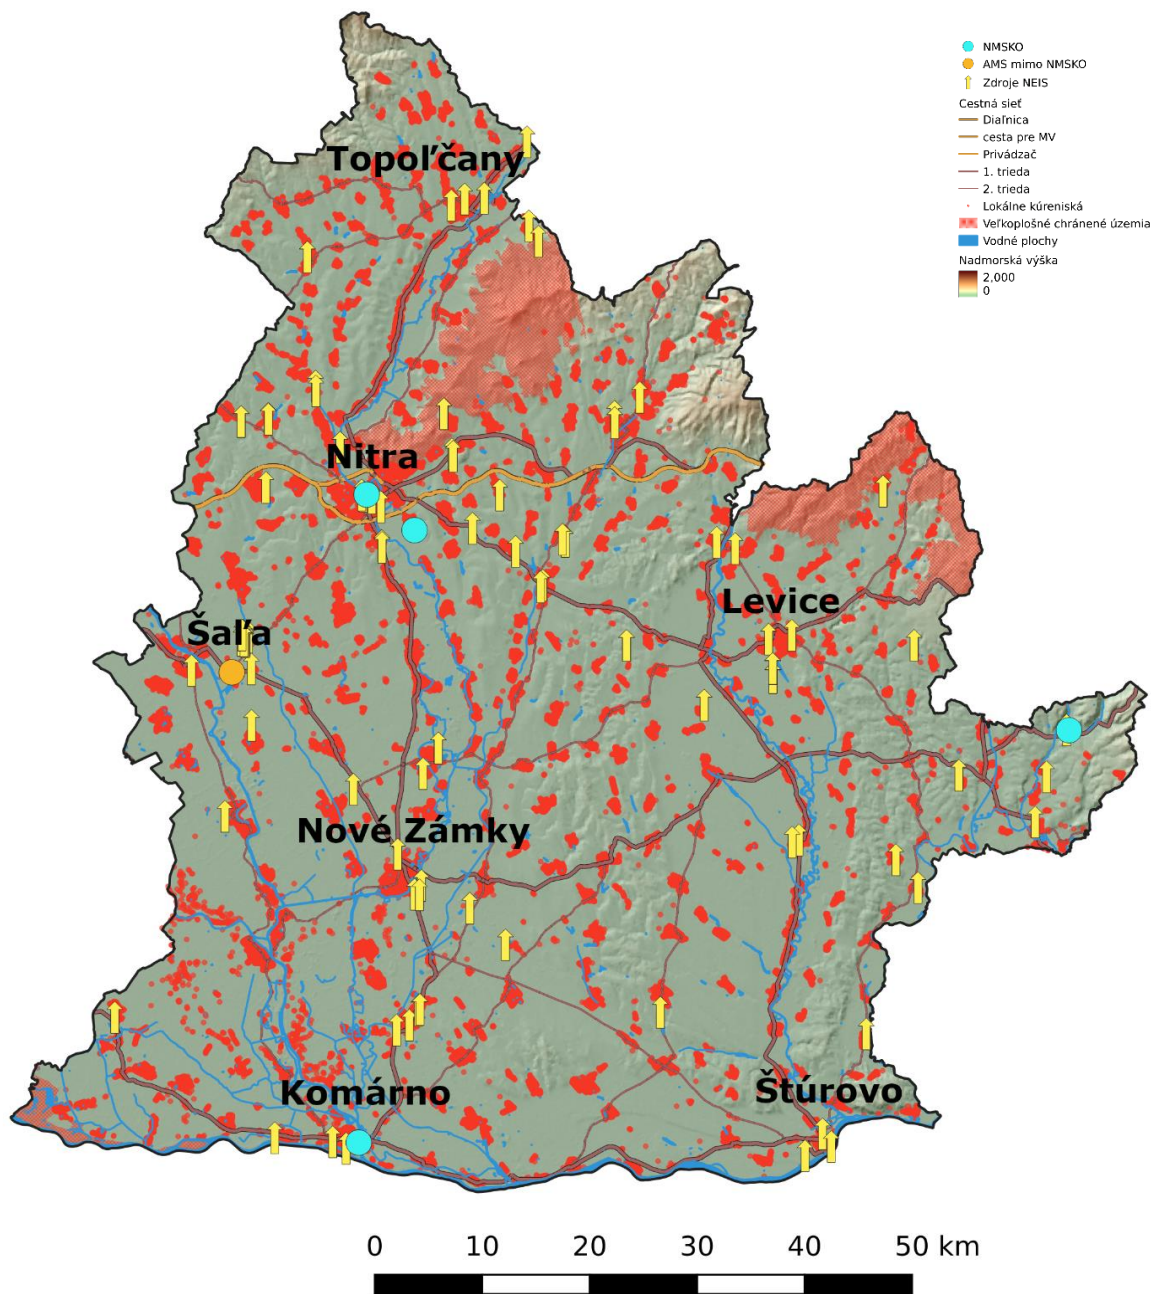 NMSKO
AMS mimo NMSKO
Zdroje NEIS
Cestná sieť
Diaľnica
cesta pre MV
Privádzač
1. trieda
2. trieda
Lokálne kúreniská
Veľkoplošné chránené územia
Vodné plochy
Nadmorská výška
2,000
0
Topoľčany
Nitra
Levice
Šaľa
Nové Zámky
Komárno
Štúrovo
0 10 20 30 40 50 km